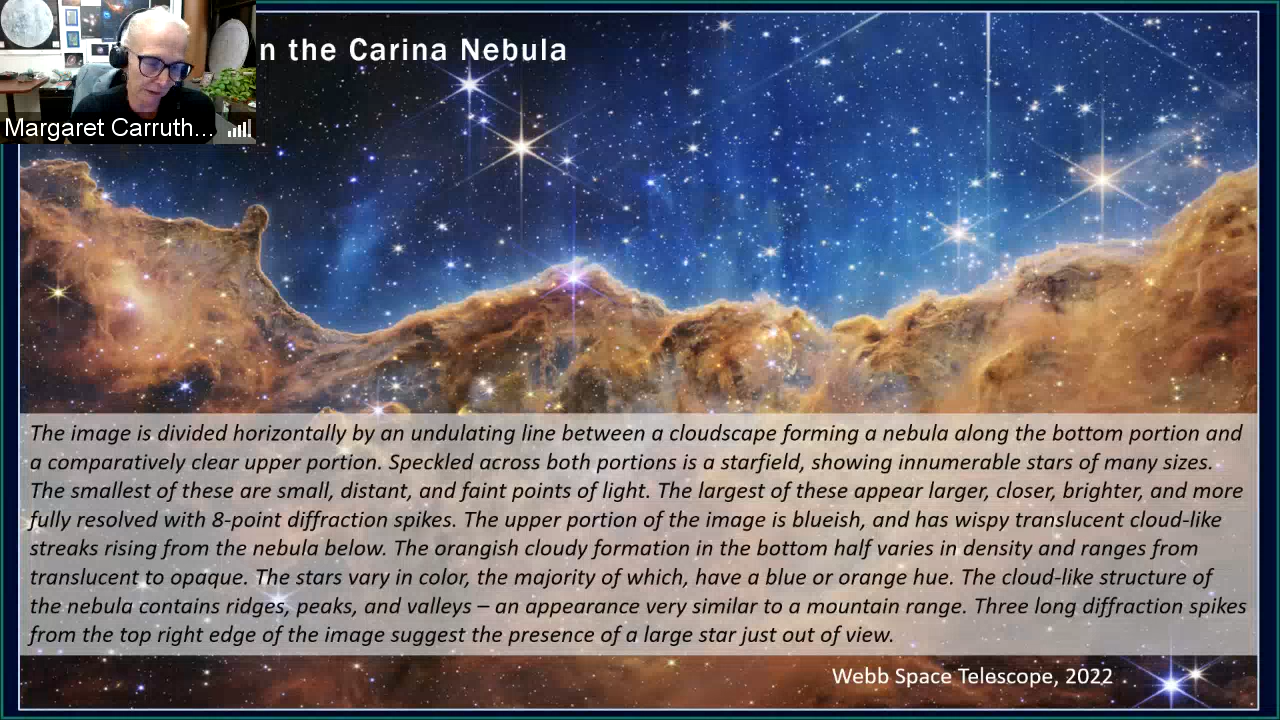 n the Carina Nebula
Margaret Carruth...
The image is divided horizontally by an undulating line between a cloudscape forming a nebula along the bottom portion and
a comparatively clear upper portion. Speckled across both portions is a starfield, showing innumerable stars of many sizes.
The smallest of these are small, distant, and faint points of light. The largest of these appear larger, closer, brighter, and more
fully resolved with 8-point diffraction spikes. The upper portion of the image is blueish, and has wispy translucent cloud-like
streaks rising from the nebula below. The orangish cloudy formation in the bottom half varies in density and ranges from
translucent to opaque. The stars vary in color, the majority of which, have a blue or orange hue. The cloud-like structure of
the nebula contains ridges, peaks, and valleys – an appearance very similar to a mountain range. Three long diffraction spikes
from the top right edge of the image suggest the presence of a large star just out of view.
Webb Space Telescope, 2022